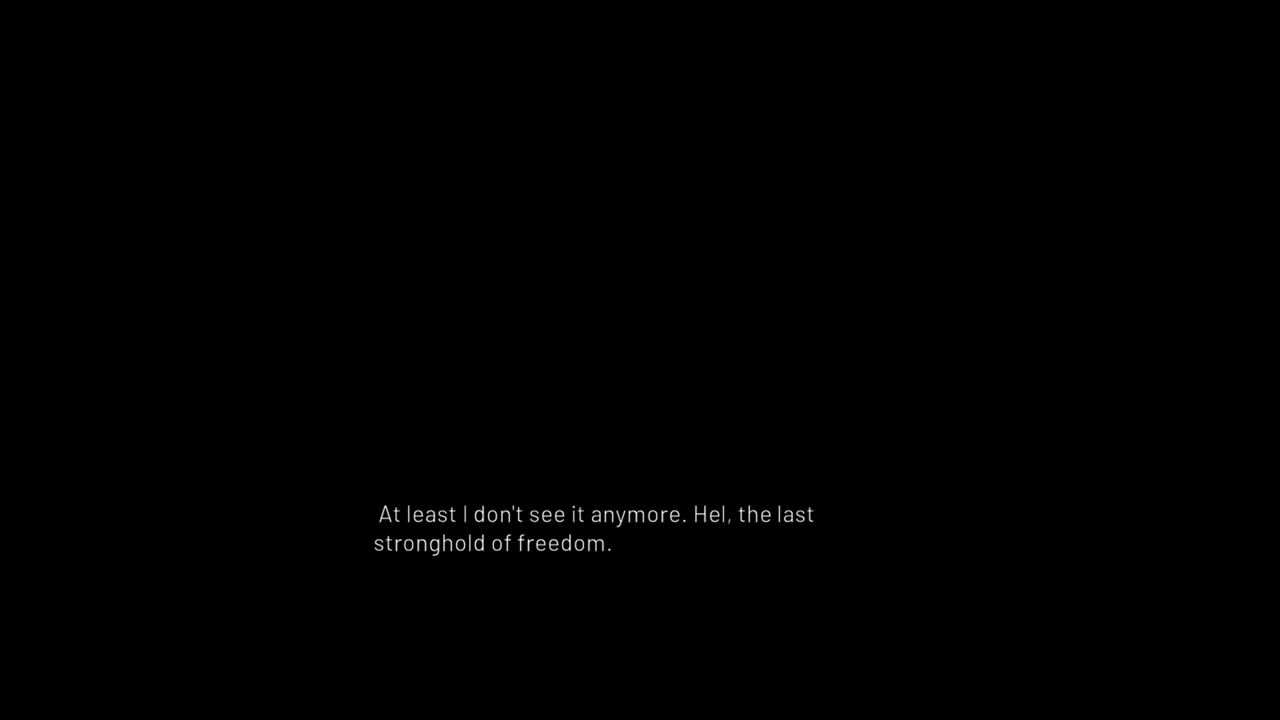 At least I don't see it anymore. Hel, the last
stronghold of freedom.